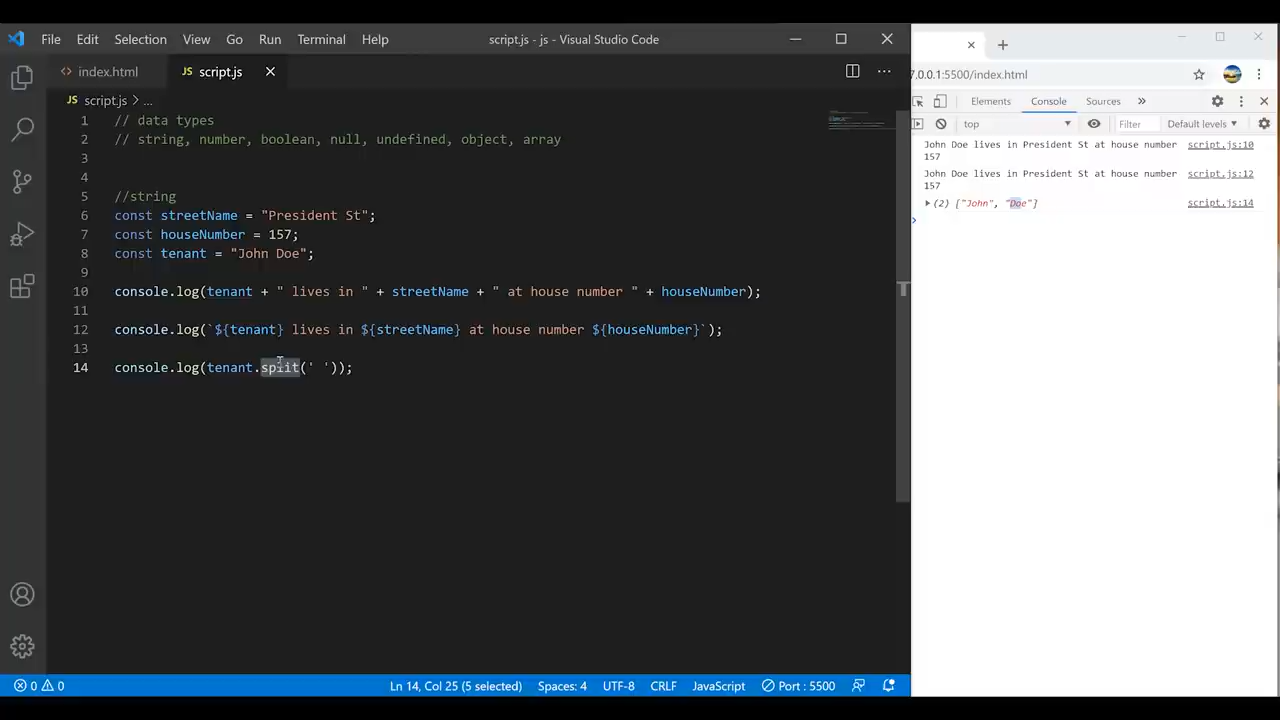 File Edit Selection View Go Run Terminal Help script.js - js - Visual Studio Code
index.html JS script.js
JS script.js > ...
1 // data types
2 // string, number, boolean, null, undefined, object, array
3
4
5 //string
6 const streetName = "President St";
7 const houseNumber = 157;
8 const tenant = "John Doe";
9
10 console.log(tenant + " lives in " + streetName + " at house number " + houseNumber);
11
12 console.log(`${tenant} lives in ${streetName} at house number ${houseNumber}`);
13
14 console.log(tenant.split(' '));
0 0 Ln 14, Col 25 (5 selected) Spaces: 4 UTF-8 CRLF JavaScript Port : 5500
7.0.0.1:5500/index.html
Elements Console Sources »
top Filter Default levels
John Doe lives in President St at house number script.js:10
157
John Doe lives in President St at house number script.js:12
157
(2) ["John", "Doe"] script.js:14